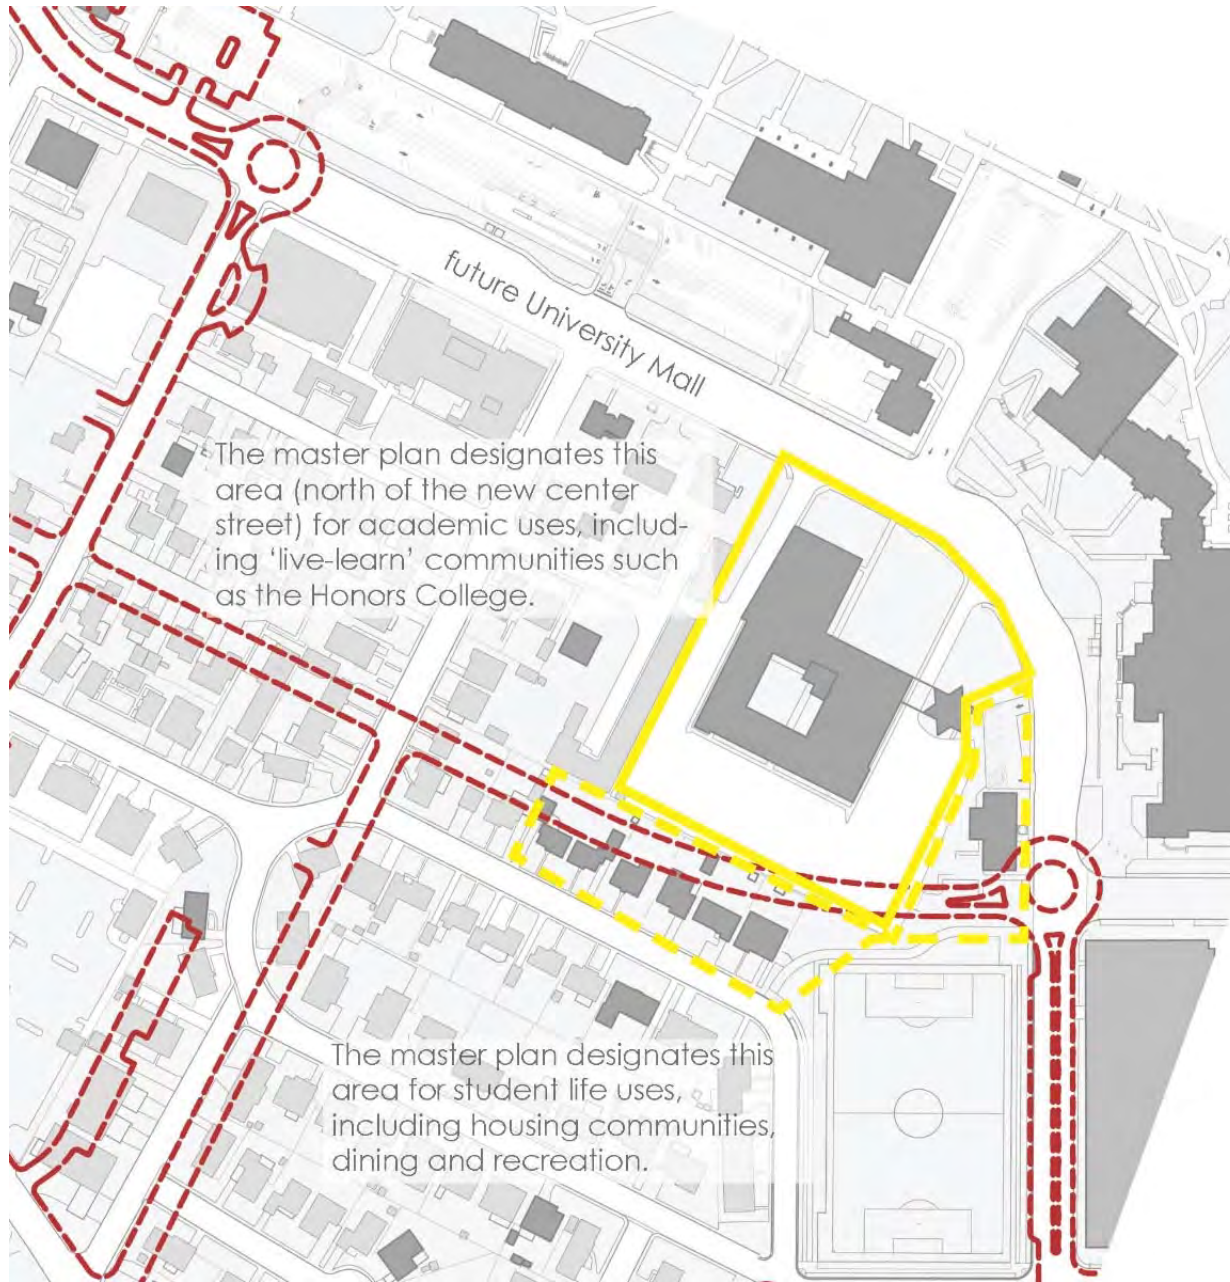 future University Mall
The master plan designates this
area (north of the new center
street) for academic uses, includ-
ing ‘live-learn’ communities such
as the Honors College.
The master plan designates this
area for student life uses,
including housing communities,
dining and recreation.